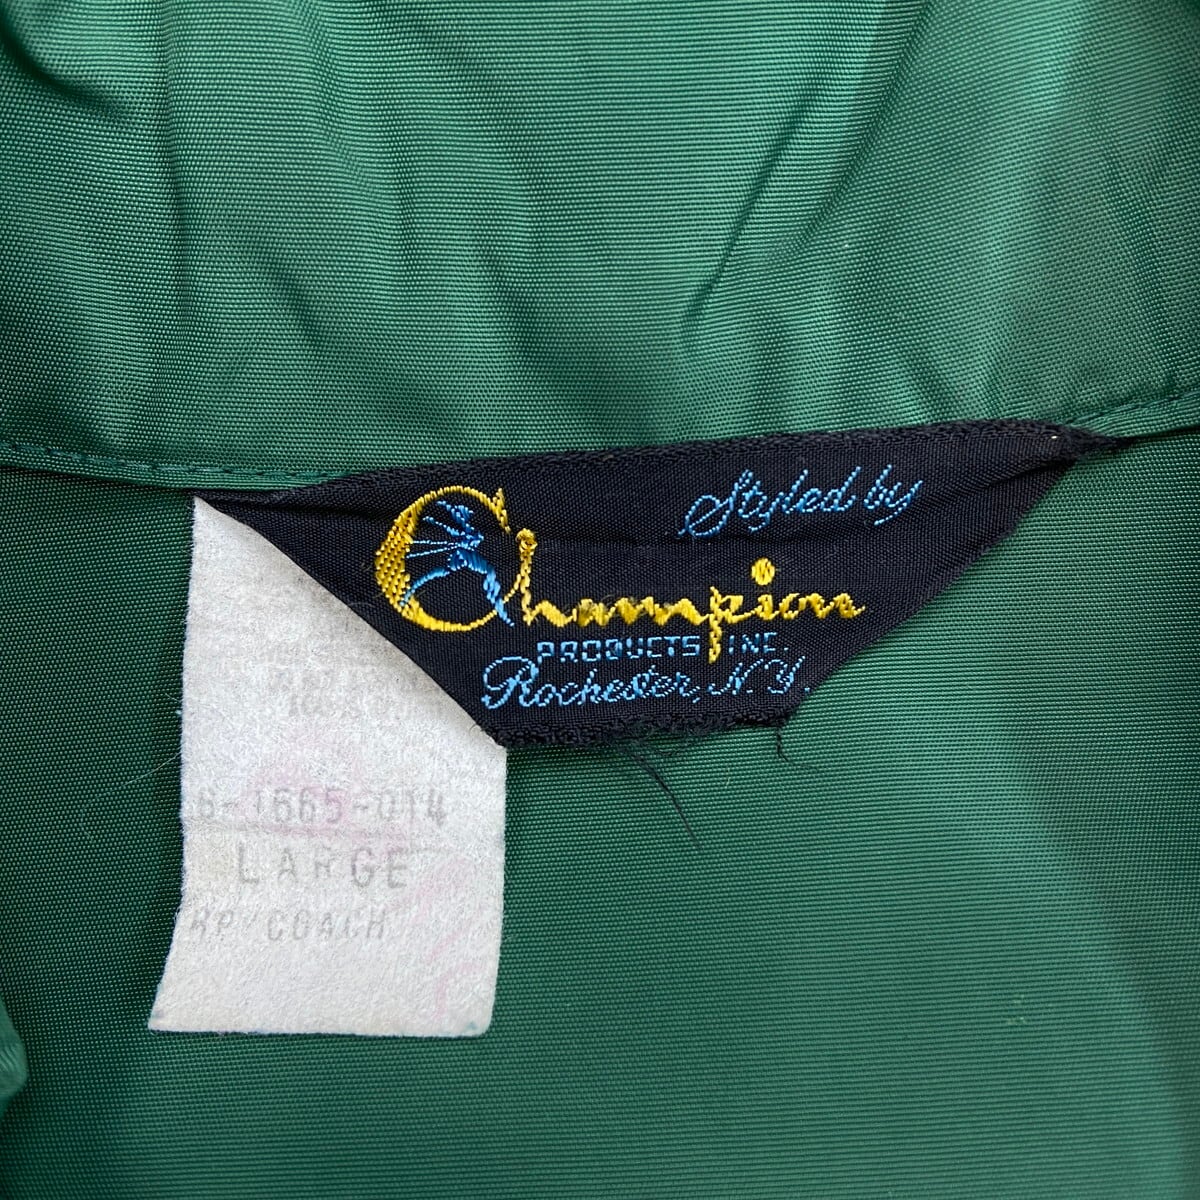 Styled by
Champion
PRODUCTS INC.
Rochester, N.Y.
6-1665-014
LARGE
COACH